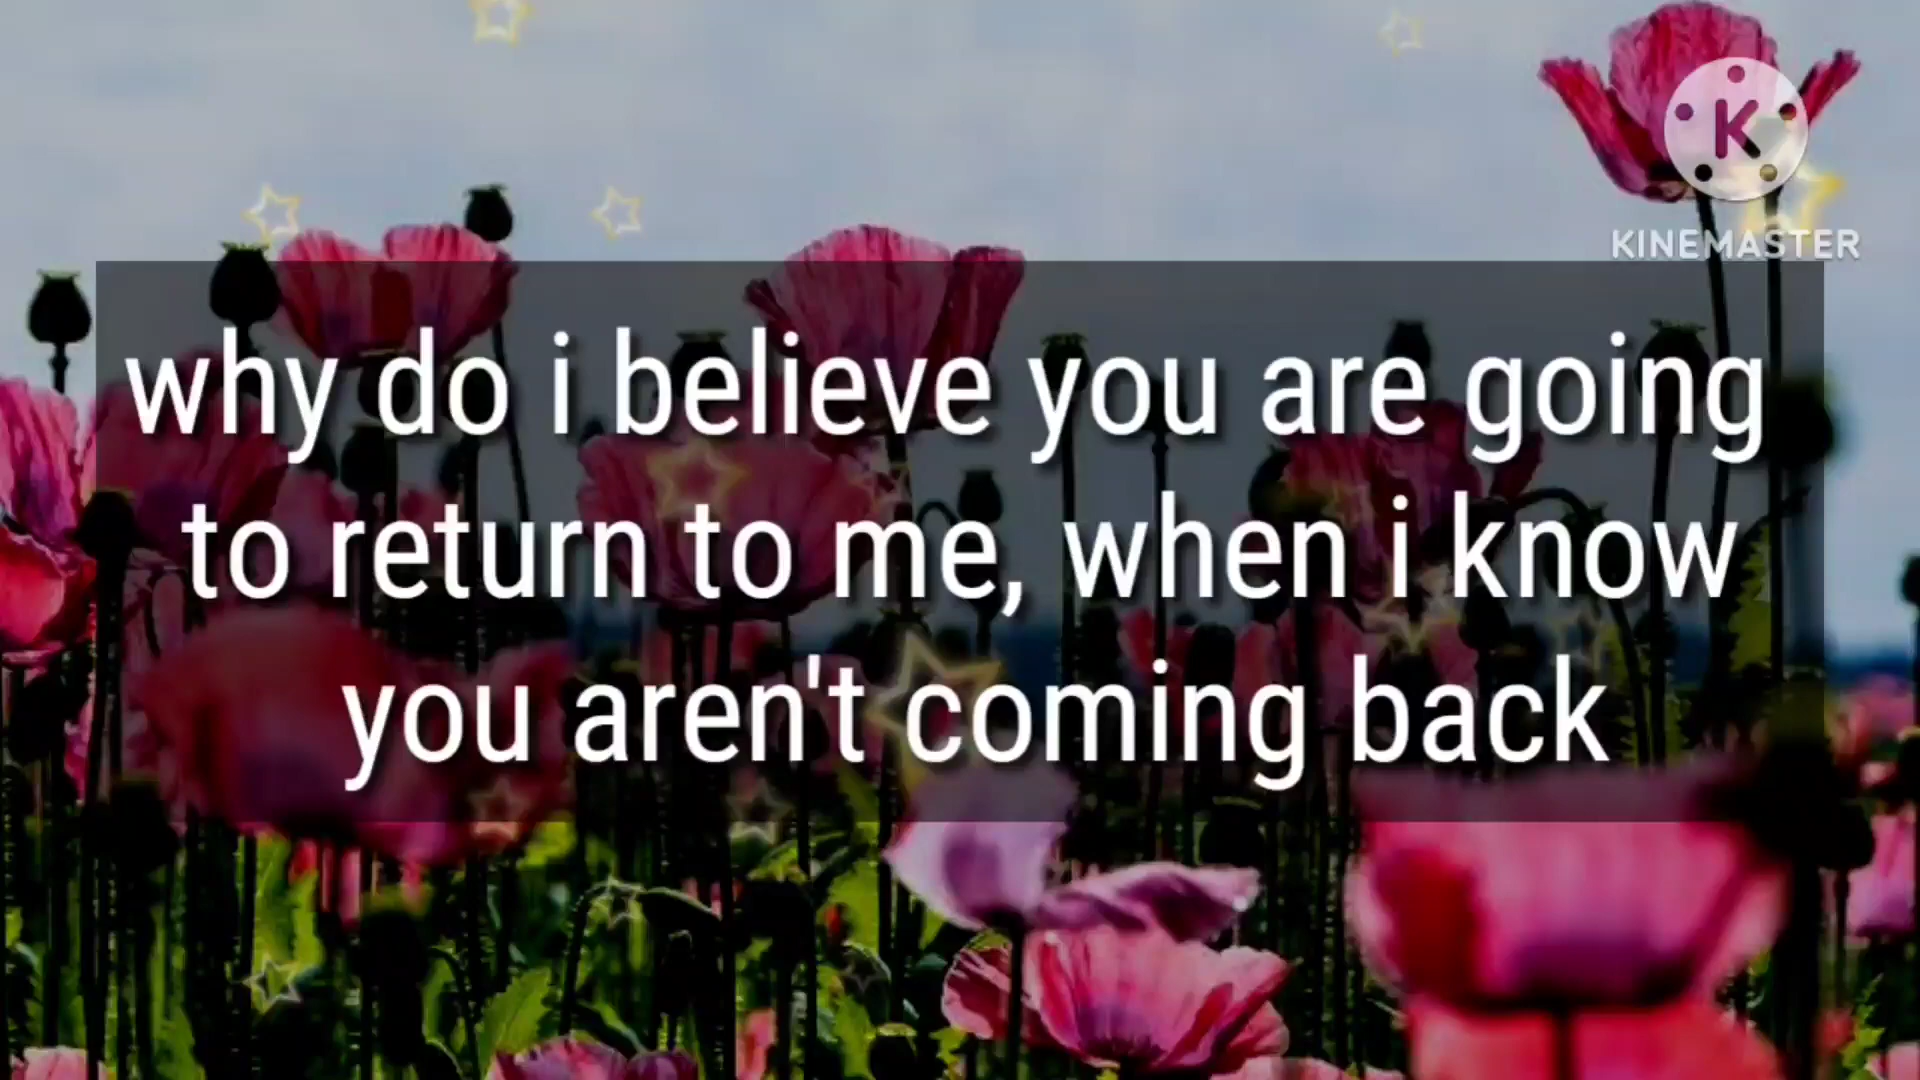 K
KINEMASTER
why do i believe you are going
to return to me, when i know
you aren't coming back